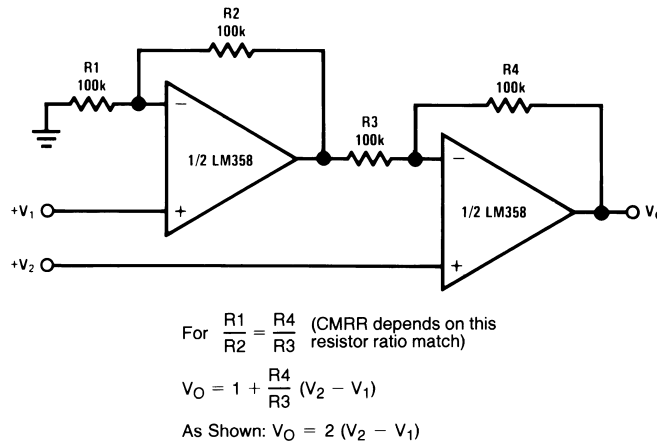 R2
100k
R1
100k
R4
100k
R3
100k
−
1/2 LM358
+
−
1/2 LM358
+
+V₁
+V₂
For R1/R2 = R4/R3 (CMRR depends on this
resistor ratio match)
V_O = 1 + R4/R3 (V₂ − V₁)
As Shown: V_O = 2 (V₂ − V₁)